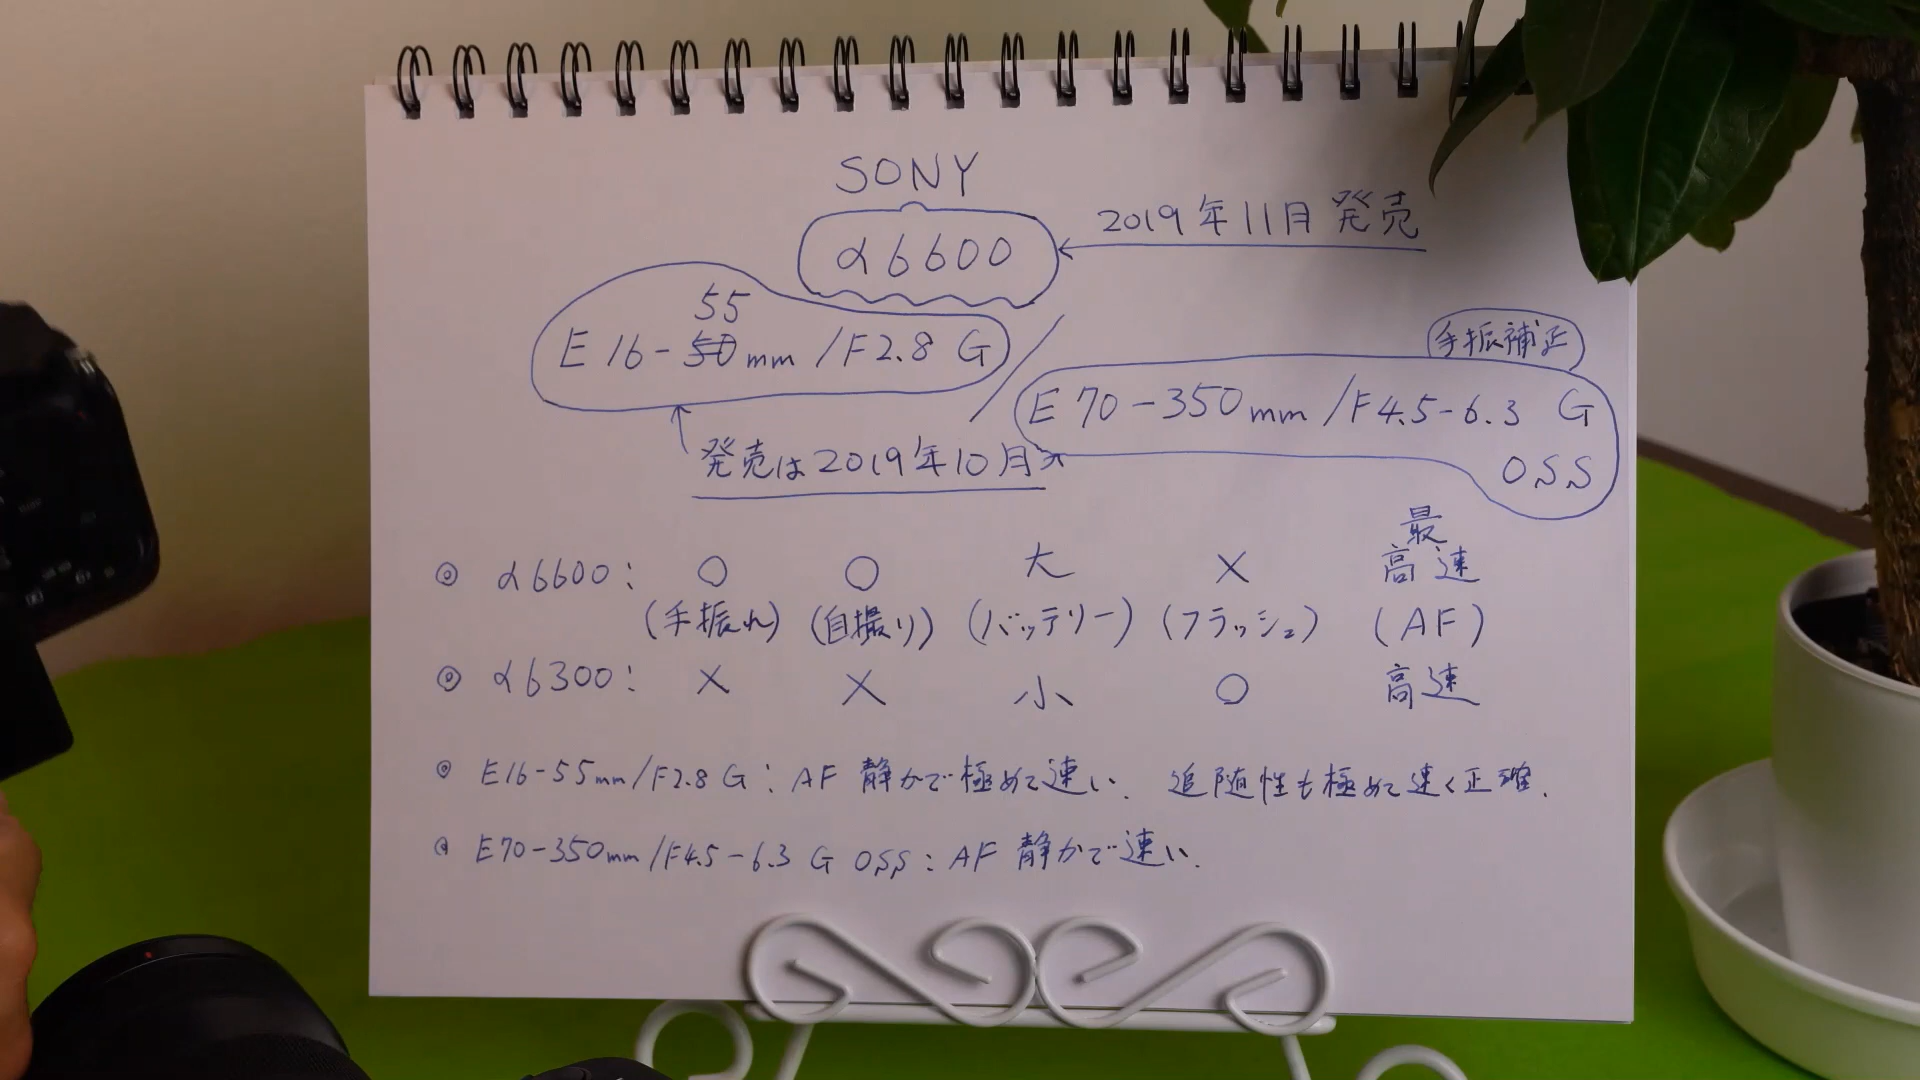 SONY
α6600
2019年11月発売
55
E 16-50mm /F2.8 G
手振補正
E 70-350mm /F4.5-6.3 G
OSS
発売は2019年10月
最
◎ α6600: ○ ○ 大 × 高速
(手振れ) (自撮り) (バッテリー) (フラッシュ) (AF)
◎ α6300: × × 小 ○ 高速
◎ E16-55mm/F2.8 G: AF 静かで極めて速い. 追随性も極めて速く正確.
◎ E70-350mm/F4.5-6.3 G OSS: AF 静かで速い.